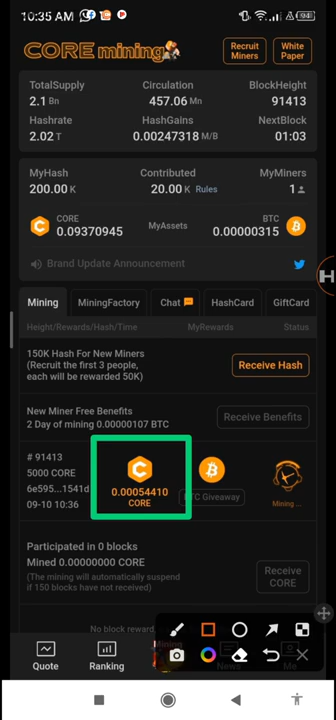 10:35 AM
CORE mining
Recruit Miners
White Paper
TotalSupply
Circulation
BlockHeight
2.1 Bn
457.06 Mn
91413
Hashrate
HashGains
NextBlock
2.02 T
0.00247318 M/B
01:03
MyHash
Contributed
MyMiners
200.00 K
20.00 K Rules
1
CORE
0.09370945
MyAssets
BTC
0.00000315
Brand Update Announcement
Mining
MiningFactory
Chat
HashCard
GiftCard
Height/Rewards/Hash/Time
MyRewards
Status
150K Hash For New Miners
(Recruit the first 3 people,
each will be rewarded 50K)
Receive Hash
New Miner Free Benefits
2 Day of mining 0.00000107 BTC
Receive Benefits
# 91413
5000 CORE
6e595...1541d
09-10 10:36
0.00054410
CORE
BTC Giveaway
Mining ...
Participated in 0 blocks
Mined 0.00000000 CORE
(The mining will automatically suspend
if 150 blocks have not received)
Receive
CORE
No block reward,
Quote
Ranking
Mining
News
Me